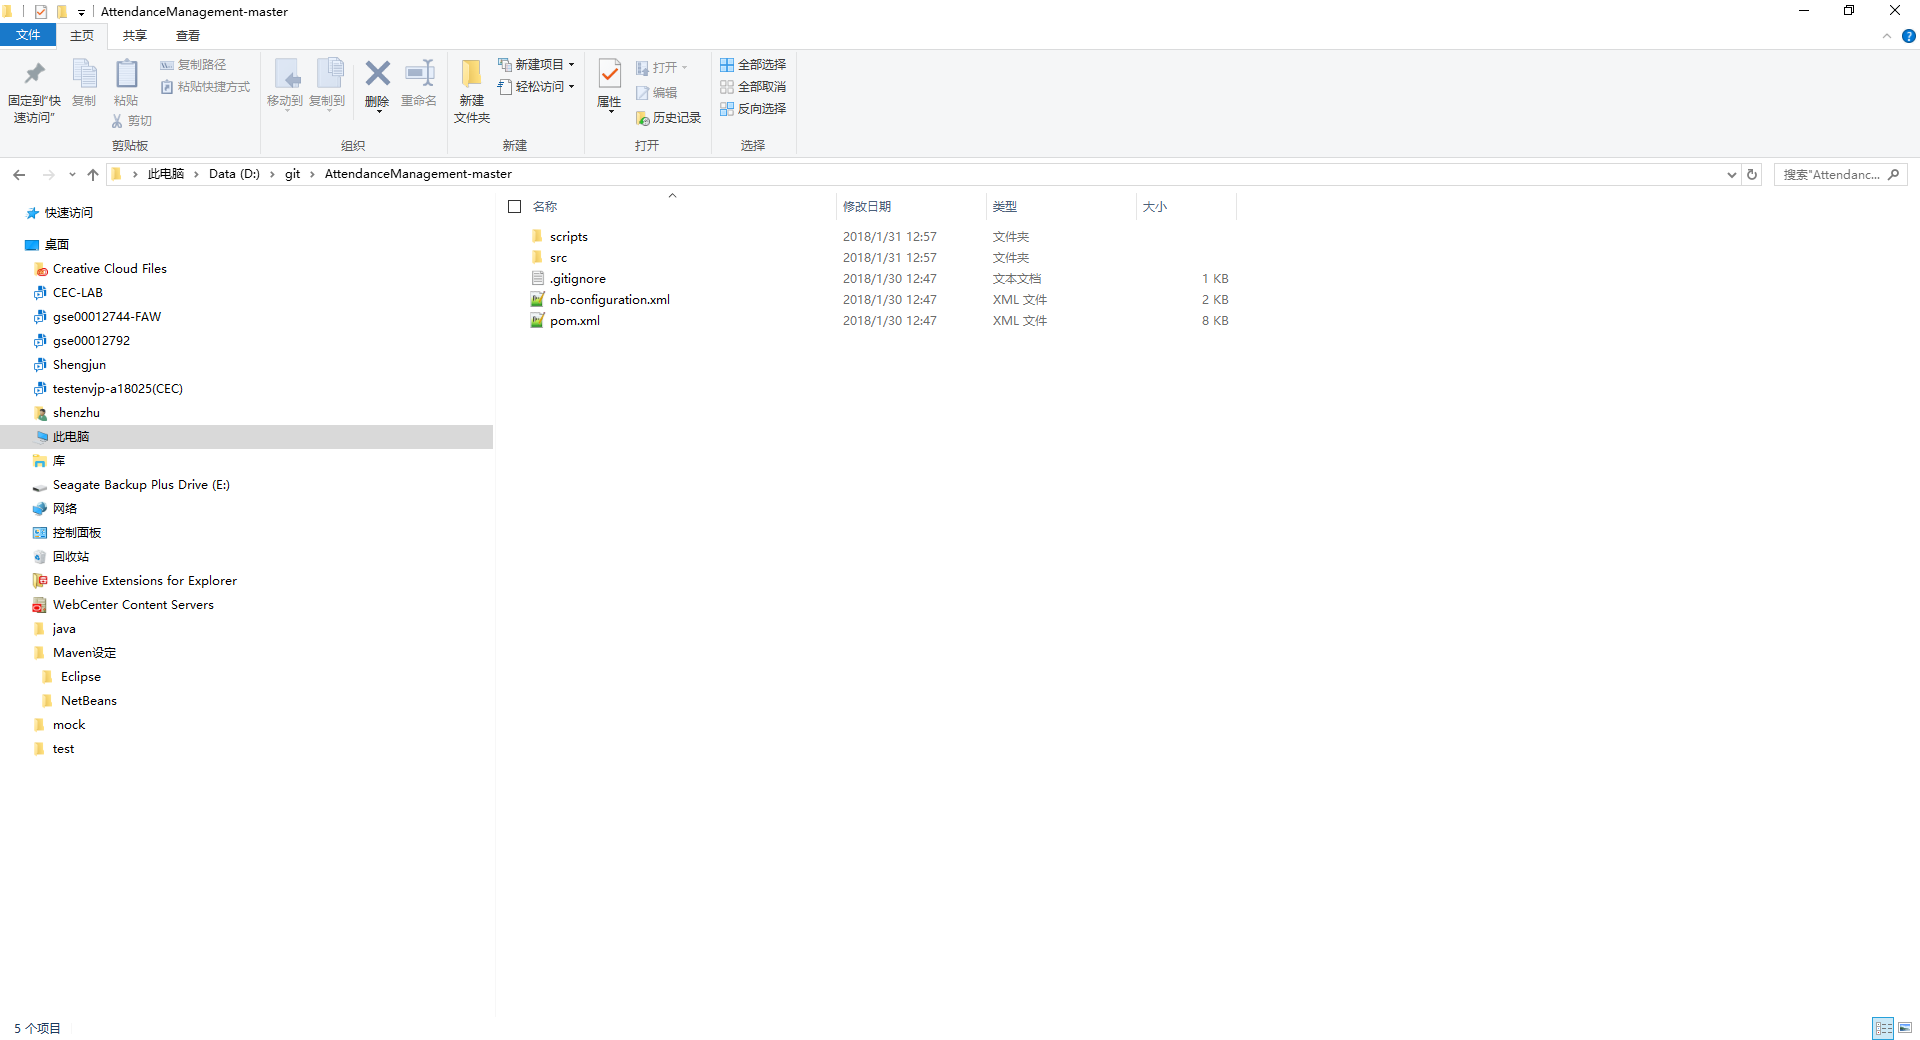 AttendanceManagement-master
文件 主页 共享 查看
固定到“快速访问”
复制
粘贴
复制路径
粘贴快捷方式
剪切
剪贴板
移动到
复制到
删除
重命名
组织
新建文件夹
新建项目
轻松访问
新建
属性
打开
编辑
历史记录
打开
全部选择
全部取消
反向选择
选择
此电脑 > Data (D:) > git > AttendanceManagement-master
搜索"Attendanc...
快速访问
桌面
Creative Cloud Files
CEC-LAB
gse00012744-FAW
gse00012792
Shengjun
testenvjp-a18025(CEC)
shenzhu
此电脑
库
Seagate Backup Plus Drive (E:)
网络
控制面板
回收站
Beehive Extensions for Explorer
WebCenter Content Servers
java
Maven设定
Eclipse
NetBeans
mock
test
名称 修改日期 类型 大小
scripts 2018/1/31 12:57 文件夹
src 2018/1/31 12:57 文件夹
.gitignore 2018/1/30 12:47 文本文档 1 KB
nb-configuration.xml 2018/1/30 12:47 XML 文件 2 KB
pom.xml 2018/1/30 12:47 XML 文件 8 KB
5 个项目